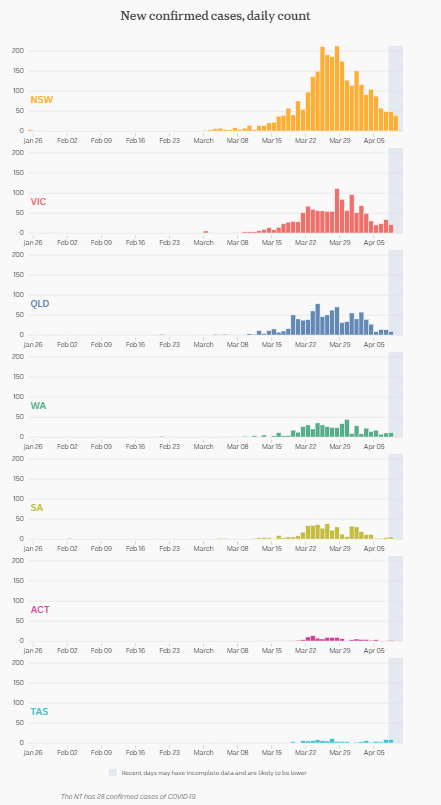 New confirmed cases, daily count
200
150
100
NSW
50
0
Jan 26 Feb 02 Feb 09 Feb 16 Feb 23 March Mar 08 Mar 15 Mar 22 Mar 29 Apr 05
200
150
100
VIC
50
0
Jan 26 Feb 02 Feb 09 Feb 16 Feb 23 March Mar 08 Mar 15 Mar 22 Mar 29 Apr 05
200
150
100
QLD
50
0
Jan 26 Feb 02 Feb 09 Feb 16 Feb 23 March Mar 08 Mar 15 Mar 22 Mar 29 Apr 05
200
150
100
WA
50
0
Jan 26 Feb 02 Feb 09 Feb 16 Feb 23 March Mar 08 Mar 15 Mar 22 Mar 29 Apr 05
200
150
100
SA
50
0
Jan 26 Feb 02 Feb 09 Feb 16 Feb 23 March Mar 08 Mar 15 Mar 22 Mar 29 Apr 05
200
150
100
ACT
50
0
Jan 26 Feb 02 Feb 09 Feb 16 Feb 23 March Mar 08 Mar 15 Mar 22 Mar 29 Apr 05
200
150
100
TAS
50
0
Jan 26 Feb 02 Feb 09 Feb 16 Feb 23 March Mar 08 Mar 15 Mar 22 Mar 29 Apr 05
Recent days may have incomplete data and are likely to be lower
The NT has 28 confirmed cases of COVID-19.